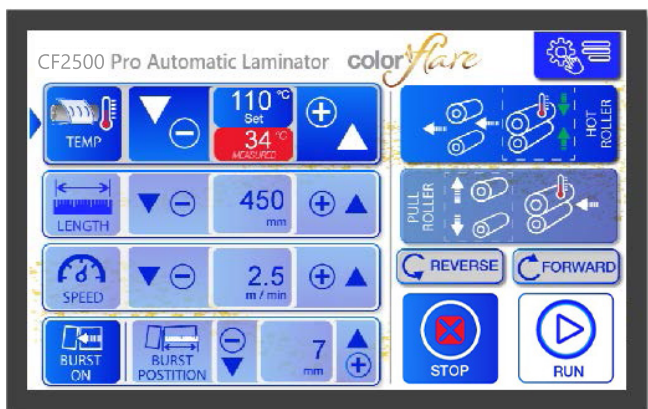 CF2500 Pro Automatic Laminator colorflare
TEMP
110 °C
Set
34 °C
MEASURED
HOT
ROLLER
LENGTH
450
mm
PULL
ROLLER
SPEED
2.5
m / min
REVERSE
FORWARD
BURST
ON
BURST
POSTITION
7
mm
STOP
RUN